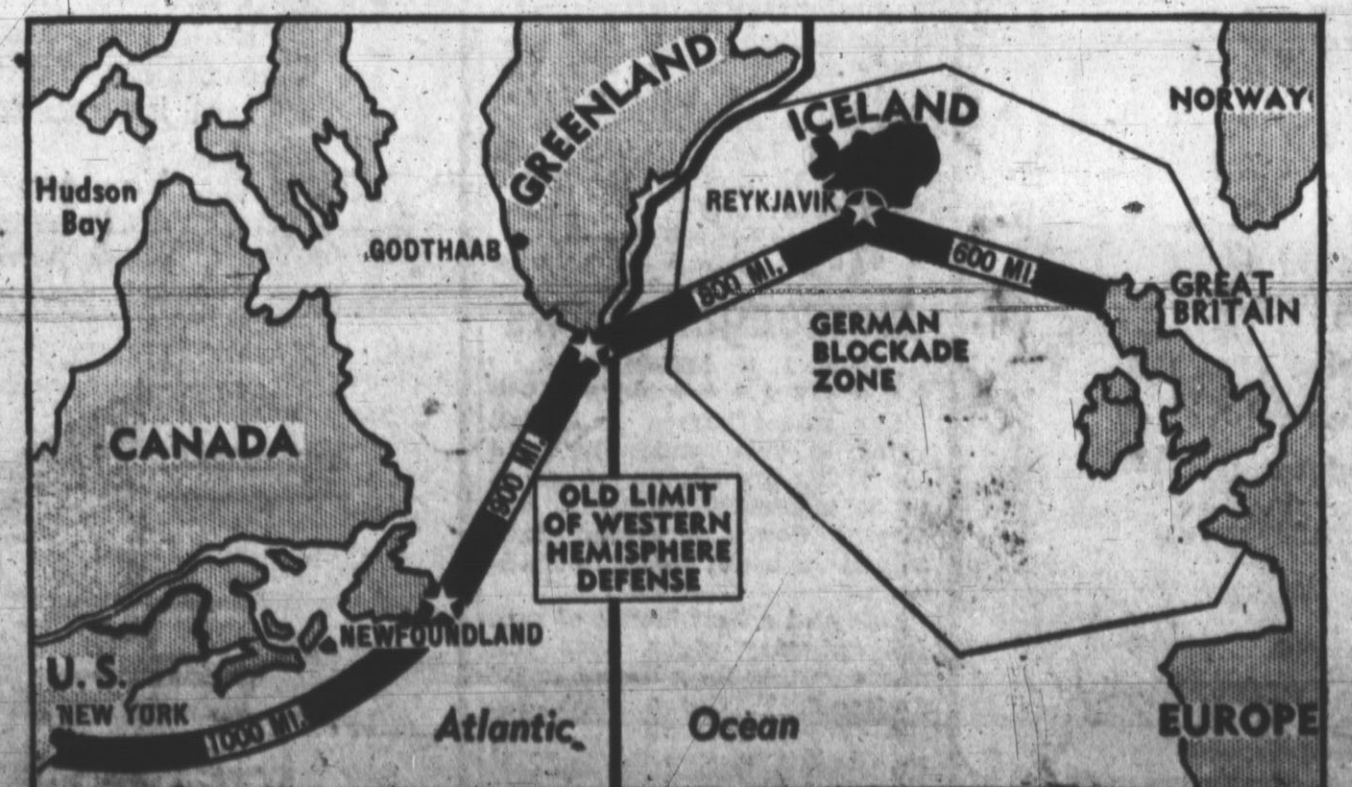 GREENLAND
ICELAND
NORWAY
Hudson
Bay
REYKJAVIK
GODTHAAB
800 MI.
600 MI.
GREAT
BRITAIN
GERMAN
BLOCKADE
ZONE
CANADA
900 MI.
OLD LIMIT
OF WESTERN
HEMISPHERE
DEFENSE
NEWFOUNDLAND
U.S.
NEW YORK
1000 MI.
Atlantic
Ocean
EUROPE